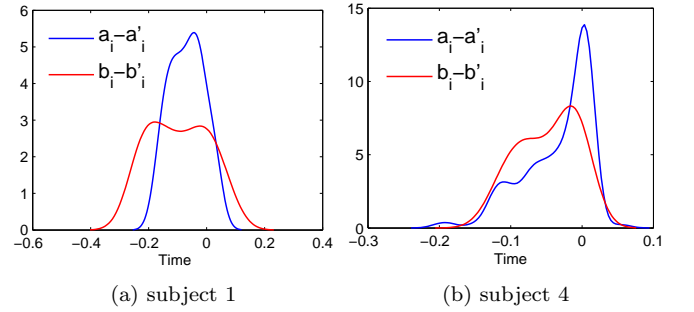 6
5
4
3
2
1
0
−0.6 −0.4 −0.2 0 0.2 0.4
Time
a_i−a'_i
b_i−b'_i
(a) subject 1
15
10
5
0
−0.3 −0.2 −0.1 0 0.1
Time
a_i−a'_i
b_i−b'_i
(b) subject 4